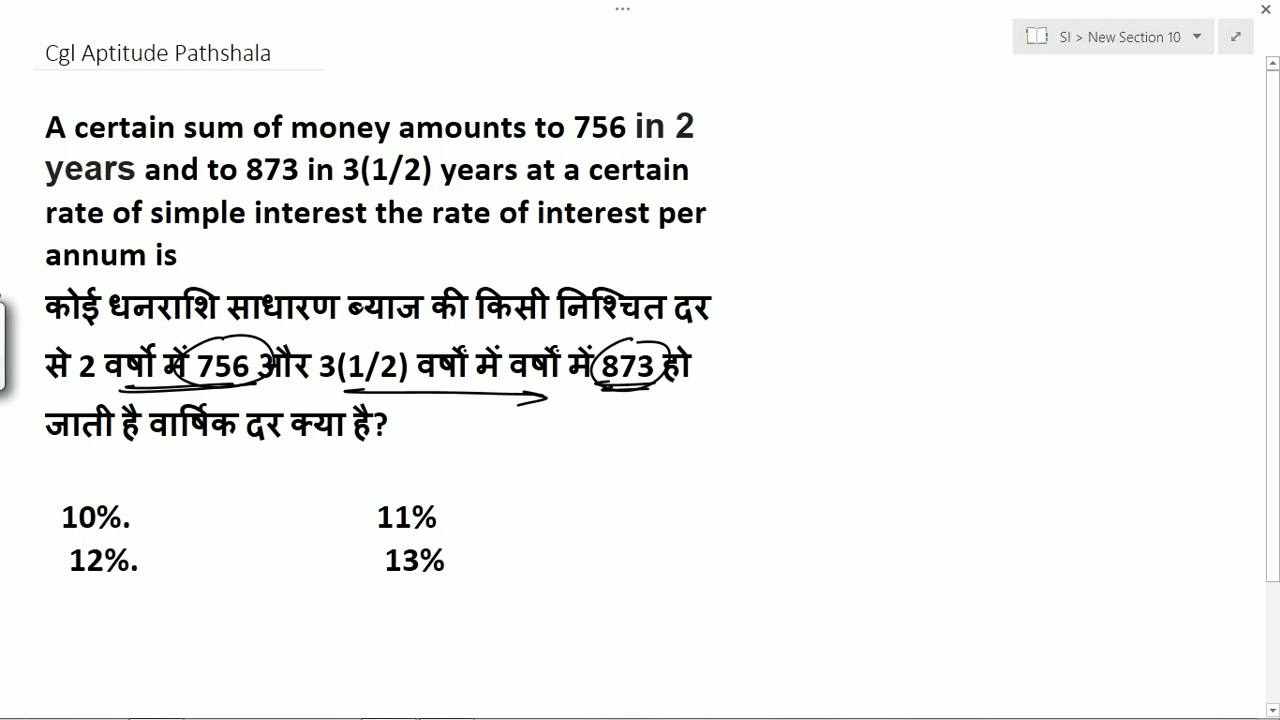 ...
Cgl Aptitude Pathshala
SI > New Section 10
A certain sum of money amounts to 756 in 2
years and to 873 in 3(1/2) years at a certain
rate of simple interest the rate of interest per
annum is
कोई धनराशि साधारण ब्याज की किसी निश्चित दर
से 2 वर्षो में 756 और 3(1/2) वर्षों में वर्षों में 873 हो
जाती है वार्षिक दर क्या है?
10%. 11%
12%. 13%